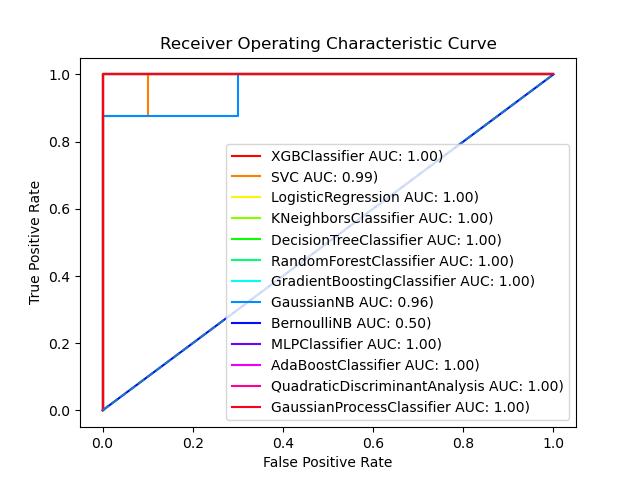 Receiver Operating Characteristic Curve
True Positive Rate
1.0
0.8
0.6
0.4
0.2
0.0
XGBClassifier AUC: 1.00)
SVC AUC: 0.99)
LogisticRegression AUC: 1.00)
KNeighborsClassifier AUC: 1.00)
DecisionTreeClassifier AUC: 1.00)
RandomForestClassifier AUC: 1.00)
GradientBoostingClassifier AUC: 1.00)
GaussianNB AUC: 0.96)
BernoulliNB AUC: 0.50)
MLPClassifier AUC: 1.00)
AdaBoostClassifier AUC: 1.00)
QuadraticDiscriminantAnalysis AUC: 1.00)
GaussianProcessClassifier AUC: 1.00)
0.0 0.2 0.4 0.6 0.8 1.0
False Positive Rate